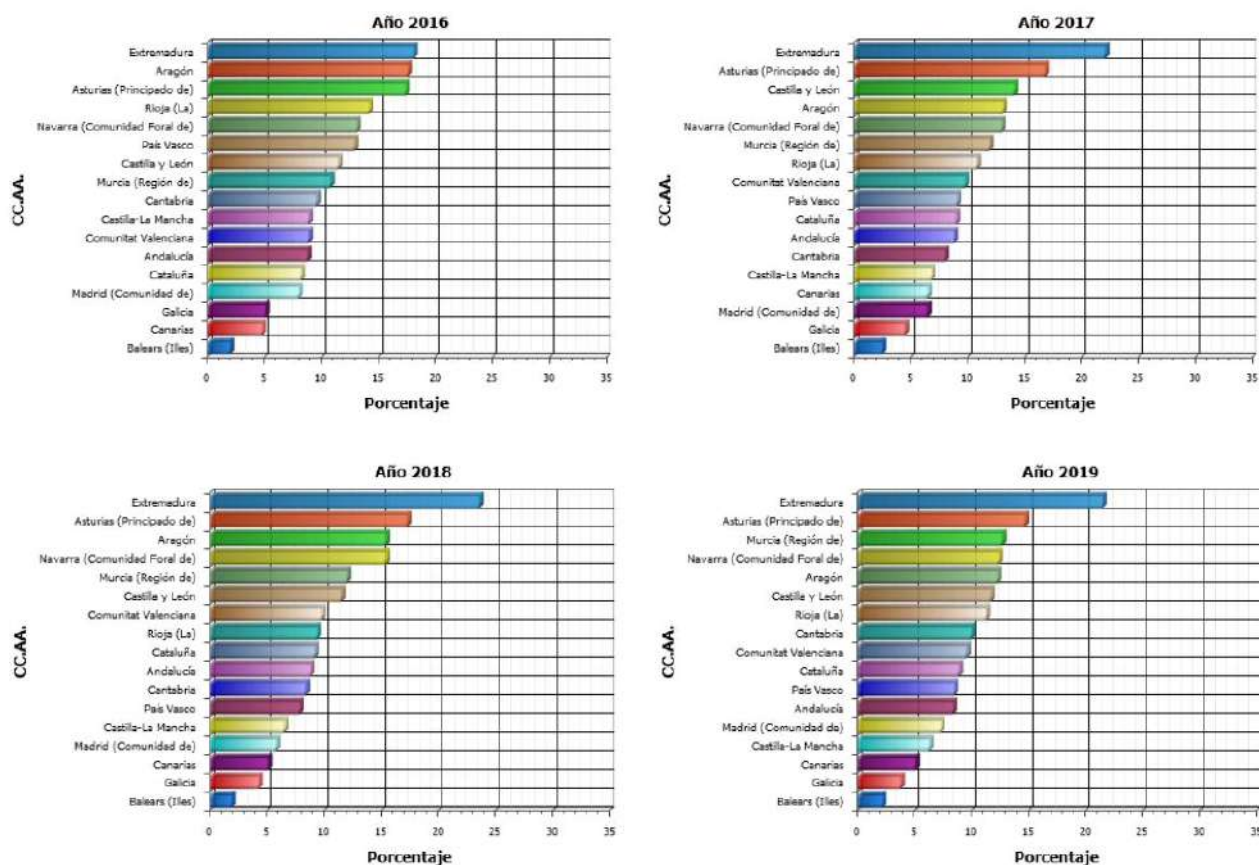 Año 2016
CC.AA.
Extremadura
Aragón
Asturias (Principado de)
Rioja (La)
Navarra (Comunidad Foral de)
País Vasco
Castilla y León
Murcia (Región de)
Cantabria
Castilla-La Mancha
Comunitat Valenciana
Andalucía
Cataluña
Madrid (Comunidad de)
Galicia
Canarias
Balears (Illes)
0 5 10 15 20 25 30 35
Porcentaje
Año 2017
CC.AA.
Extremadura
Asturias (Principado de)
Castilla y León
Aragón
Navarra (Comunidad Foral de)
Murcia (Región de)
Rioja (La)
Comunitat Valenciana
País Vasco
Cataluña
Andalucía
Cantabria
Castilla-La Mancha
Canarias
Madrid (Comunidad de)
Galicia
Balears (Illes)
0 5 10 15 20 25 30 35
Porcentaje
Año 2018
CC.AA.
Extremadura
Asturias (Principado de)
Aragón
Navarra (Comunidad Foral de)
Murcia (Región de)
Castilla y León
Comunitat Valenciana
Rioja (La)
Cataluña
Andalucía
Cantabria
País Vasco
Castilla-La Mancha
Madrid (Comunidad de)
Canarias
Galicia
Balears (Illes)
0 5 10 15 20 25 30 35
Porcentaje
Año 2019
CC.AA.
Extremadura
Asturias (Principado de)
Murcia (Región de)
Navarra (Comunidad Foral de)
Aragón
Castilla y León
Rioja (La)
Cantabria
Comunitat Valenciana
Cataluña
País Vasco
Andalucía
Madrid (Comunidad de)
Castilla-La Mancha
Canarias
Galicia
Balears (Illes)
0 5 10 15 20 25 30 35
Porcentaje